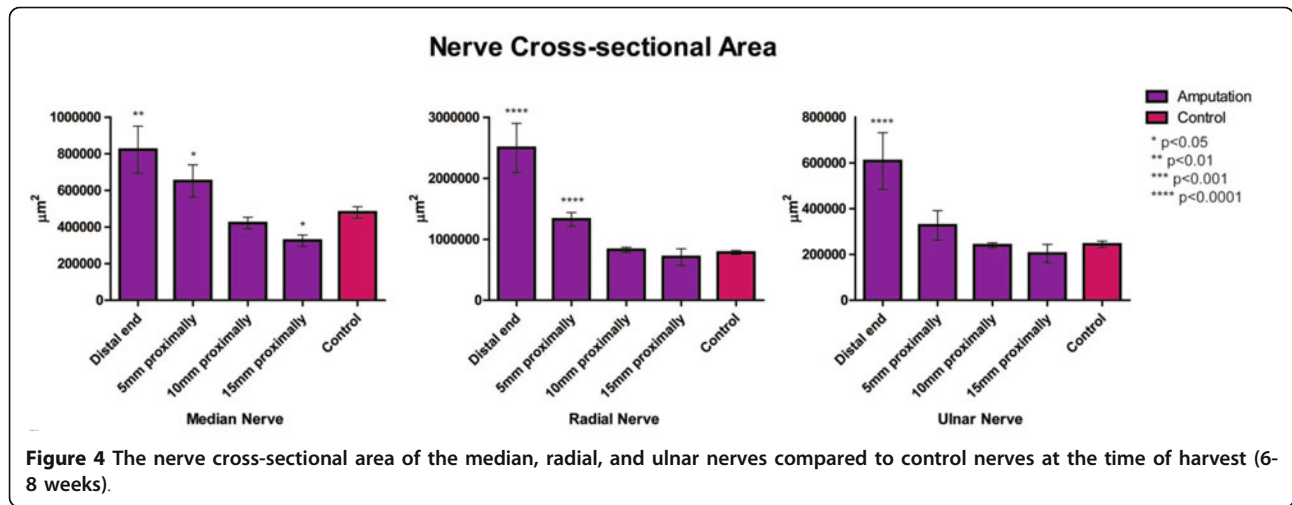 Nerve Cross-sectional Area
1000000
800000
600000
400000
200000
0
μm²
**
*
*
Distal end
5mm proximally
10mm proximally
15mm proximally
Control
Median Nerve
3000000
2000000
1000000
0
μm²
****
****
Distal end
5mm proximally
10mm proximally
15mm proximally
Control
Radial Nerve
800000
600000
400000
200000
0
μm²
****
Distal end
5mm proximally
10mm proximally
15mm proximally
Control
Ulnar Nerve
Amputation
Control
* p<0.05
** p<0.01
*** p<0.001
**** p<0.0001
Figure 4 The nerve cross-sectional area of the median, radial, and ulnar nerves compared to control nerves at the time of harvest (6-
8 weeks).